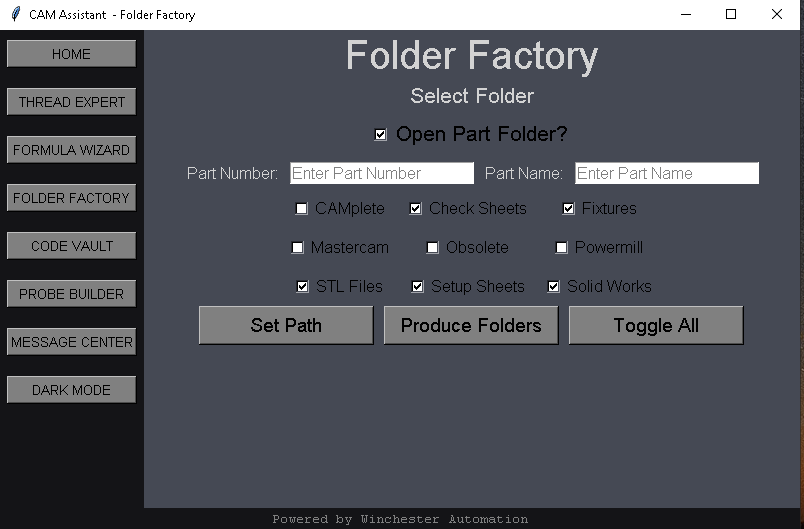 CAM Assistant - Folder Factory
HOME
THREAD EXPERT
FORMULA WIZARD
FOLDER FACTORY
CODE VAULT
PROBE BUILDER
MESSAGE CENTER
DARK MODE
Folder Factory
Select Folder
Open Part Folder?
Part Number: Enter Part Number Part Name: Enter Part Name
CAMplete Check Sheets Fixtures
Mastercam Obsolete Powermill
STL Files Setup Sheets Solid Works
Set Path Produce Folders Toggle All
Powered by Winchester Automation